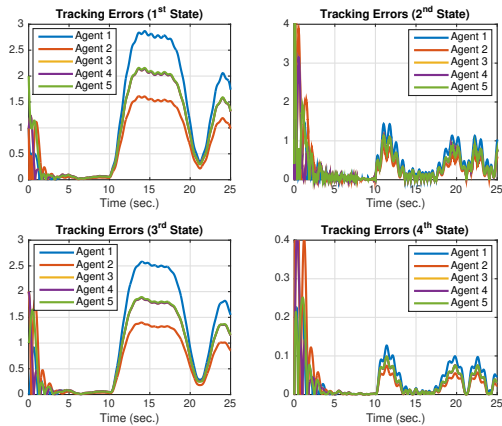 Tracking Errors (1st State)
3
2.5
2
1.5
1
0.5
0
Agent 1
Agent 2
Agent 3
Agent 4
Agent 5
0 5 10 15 20 25
Time (sec.)
Tracking Errors (2nd State)
4
3
2
1
0
Agent 1
Agent 2
Agent 3
Agent 4
Agent 5
0 5 10 15 20 25
Time (sec.)
Tracking Errors (3rd State)
3
2.5
2
1.5
1
0.5
0
Agent 1
Agent 2
Agent 3
Agent 4
Agent 5
0 5 10 15 20 25
Time (sec.)
Tracking Errors (4th State)
0.4
0.3
0.2
0.1
0
Agent 1
Agent 2
Agent 3
Agent 4
Agent 5
0 5 10 15 20 25
Time (sec.)